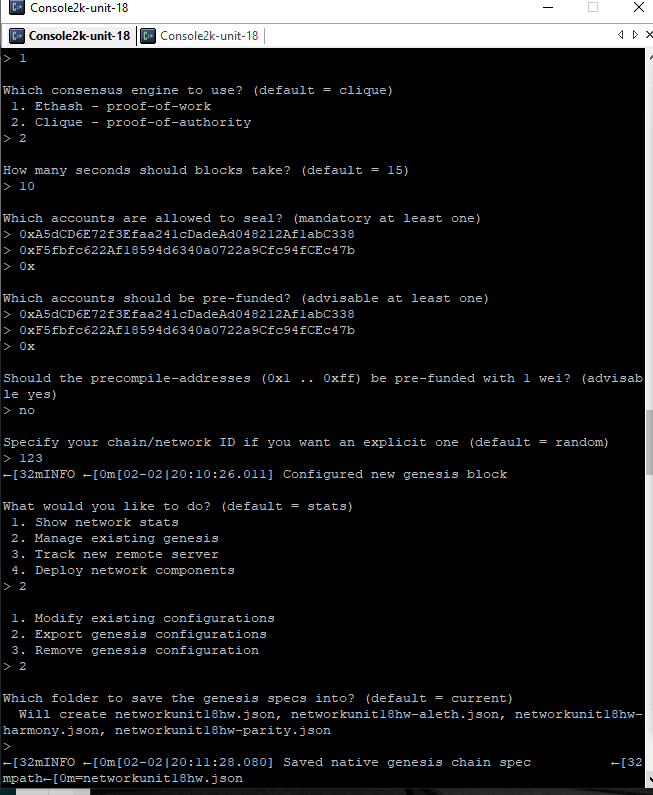 Console2k-unit-18
Console2k-unit-18 Console2k-unit-18
> 1
Which consensus engine to use? (default = clique)
1. Ethash - proof-of-work
2. Clique - proof-of-authority
> 2
How many seconds should blocks take? (default = 15)
> 10
Which accounts are allowed to seal? (mandatory at least one)
> 0xA5dCD6E72f3Efaa241cDadeAd048212Af1abC338
> 0xF5fbfc622Af18594d6340a0722a9Cfc94fCEc47b
> 0x
Which accounts should be pre-funded? (advisable at least one)
> 0xA5dCD6E72f3Efaa241cDadeAd048212Af1abC338
> 0xF5fbfc622Af18594d6340a0722a9Cfc94fCEc47b
> 0x
Should the precompile-addresses (0x1 .. 0xff) be pre-funded with 1 wei? (advisab
le yes)
> no
Specify your chain/network ID if you want an explicit one (default = random)
> 123
←[32mINFO ←[0m[02-02|20:10:26.011] Configured new genesis block
What would you like to do? (default = stats)
1. Show network stats
2. Manage existing genesis
3. Track new remote server
4. Deploy network components
> 2
1. Modify existing configurations
2. Export genesis configurations
3. Remove genesis configuration
> 2
Which folder to save the genesis specs into? (default = current)
Will create networkunit18hw.json, networkunit18hw-aleth.json, networkunit18hw-
harmony.json, networkunit18hw-parity.json
>
←[32mINFO ←[0m[02-02|20:11:28.080] Saved native genesis chain spec ←[32
mpath←[0m=networkunit18hw.json